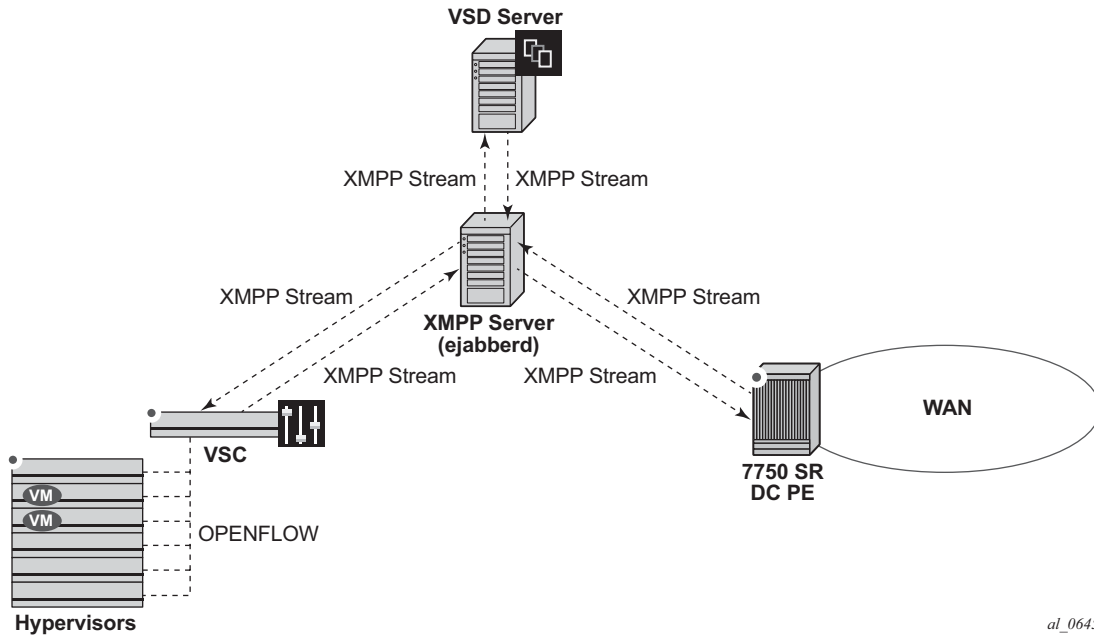 VSD Server
XMPP Stream
XMPP Stream
XMPP Stream
XMPP Stream
XMPP Server
(ejabberd)
XMPP Stream
XMPP Stream
VSC
WAN
7750 SR
DC PE
VM
VM
OPENFLOW
Hypervisors